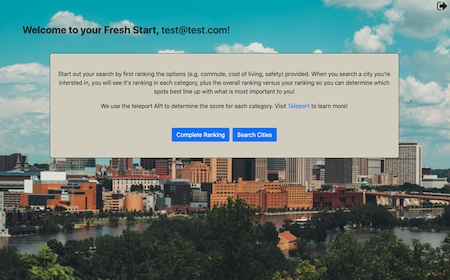 Welcome to your Fresh Start, test@test.com!
Start out your search by first ranking the options (e.g. commute, cost of living, safety) provided. When you search a city you're
intersted in, you will see it's ranking in each category, plus the overall ranking versus your ranking so you can determine which
spots best line up with what is most important to you!
We use the teleport API to determine the score for each category. Visit Teleport to learn more!
Complete Ranking Search Cities